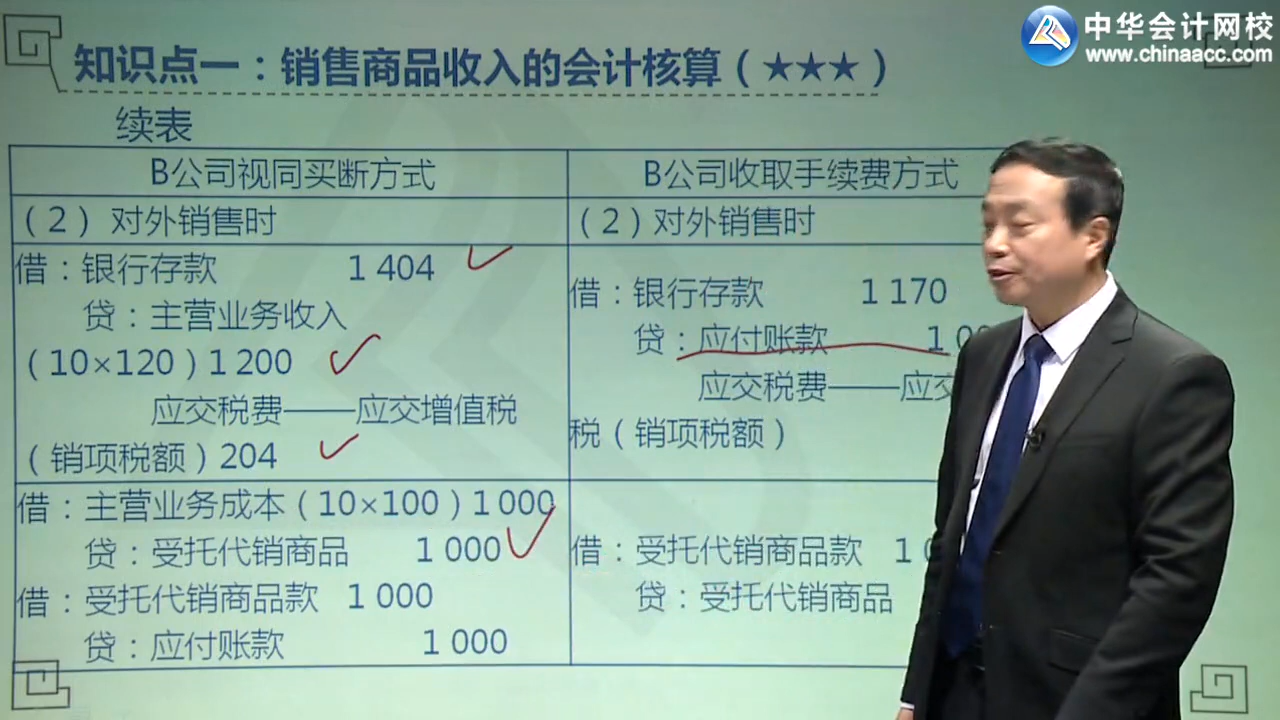 中华会计网校
www.chinaacc.com
知识点一：销售商品收入的会计核算（★★★）
续表
B公司视同买断方式
B公司收取手续费方式
（2）对外销售时
（2）对外销售时
借：银行存款 1 404
贷：主营业务收入
（10×120）1 200
应交税费——应交增值税
（销项税额）204
借：银行存款 1 170
贷：应付账款
应交税费——应交
税（销项税额）
借：主营业务成本（10×100）1 000
贷：受托代销商品 1 000
借：受托代销商品款 1 000
贷：应付账款 1 000
借：受托代销商品款
贷：受托代销商品